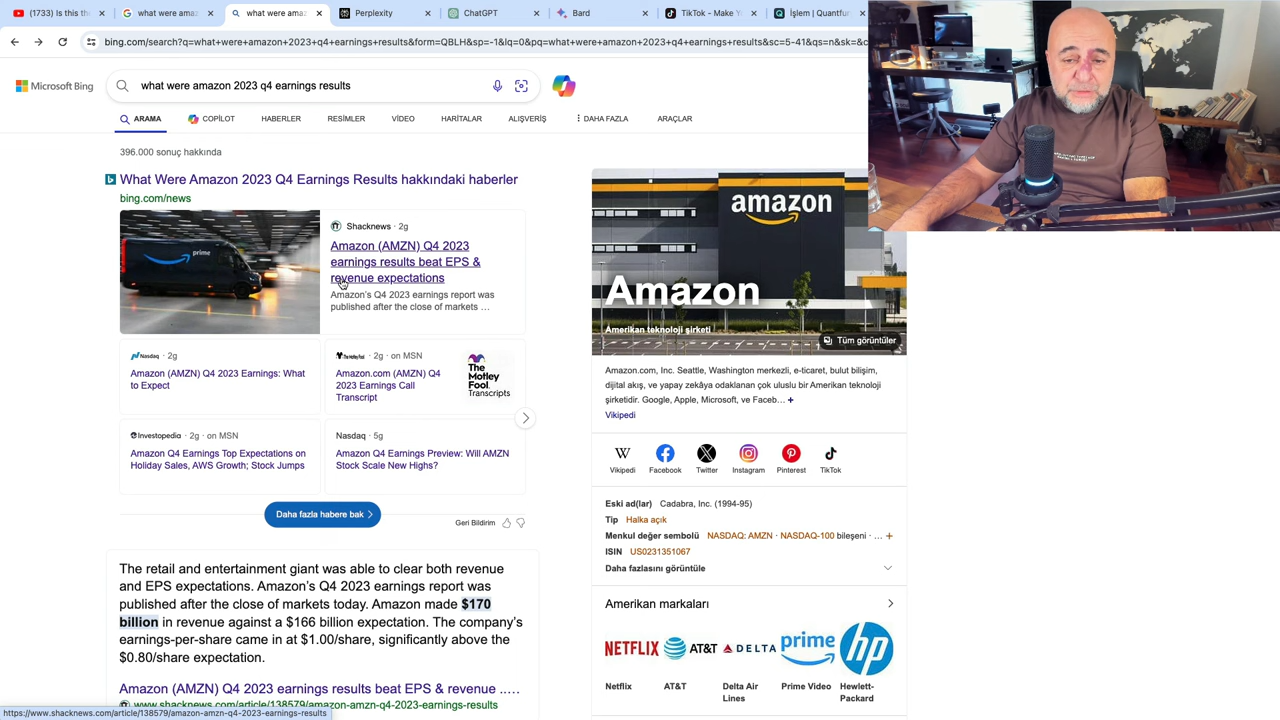 what amaz
what ama
Perplexity
ChatGPT
Bard
TikTok - Make Y
İşlem | Quantfur
bing.com/search?q=what+were+amazon+2023+q4+earnings+results&form=QBLH&sp=-1&lq=0&pq=what+were+amazon+2023+q4+earnings+results&sc=5-41&qs=n&sk=&c
Microsoft Bing
what were amazon 2023 q4 earnings results
ARAMA
COPİLOT
HABERLER
RESİMLER
VİDEO
HARİTALAR
ALIŞVERİŞ
DAHA FAZLA
ARAÇLAR
396.000 sonuç hakkında
What Were Amazon 2023 Q4 Earnings Results hakkındaki haberler
bing.com/news
prime
Shacknews · 2g
Amazon (AMZN) Q4 2023
earnings results beat EPS &
revenue expectations
Amazon's Q4 2023 earnings report was
published after the close of markets ...
Nasdaq · 2g
Amazon (AMZN) Q4 2023 Earnings: What
to Expect
The Motley Fool · 2g · on MSN
Amazon.com (AMZN) Q4
2023 Earnings Call
Transcript
The
Motley
Fool.
Transcripts
Investopedia · 2g · on MSN
Amazon Q4 Earnings Top Expectations on
Holiday Sales, AWS Growth; Stock Jumps
Nasdaq · 5g
Amazon Q4 Earnings Preview: Will AMZN
Stock Scale New Highs?
Daha fazla habere bak
Geri Bildirim
The retail and entertainment giant was able to clear both revenue
and EPS expectations. Amazon's Q4 2023 earnings report was
published after the close of markets today. Amazon made $170
billion in revenue against a $166 billion expectation. The company's
earnings-per-share came in at $1.00/share, significantly above the
$0.80/share expectation.
Amazon (AMZN) Q4 2023 earnings results beat EPS & revenue .....
www.shacknews.com/article/138579/amazon-amzn-q4-2023-earnings-results
https://www.shacknews.com/article/138579/amazon-amzn-q4-2023-earnings-results
amazon
Amazon
Amerikan teknoloji şirketi
Tüm görüntüler
Amazon.com, Inc. Seattle, Washington merkezli, e-ticaret, bulut bilişim,
dijital akış, ve yapay zekâya odaklanan çok uluslu bir Amerikan teknoloji
şirketidir. Google, Apple, Microsoft, ve Faceb… +
Vikipedi
Vikipedi
Facebook
Twitter
Instagram
Pinterest
TikTok
Eski ad(lar) Cadabra, Inc. (1994-95)
Tip Halka açık
Menkul değer sembolü NASDAQ: AMZN · NASDAQ-100 bileşeni · … +
ISIN US0231351067
Daha fazlasını görüntüle
Amerikan markaları
NETFLIX
AT&T
DELTA
prime video
hp
Netflix
AT&T
Delta Air
Lines
Prime Video
Hewlett-
Packard